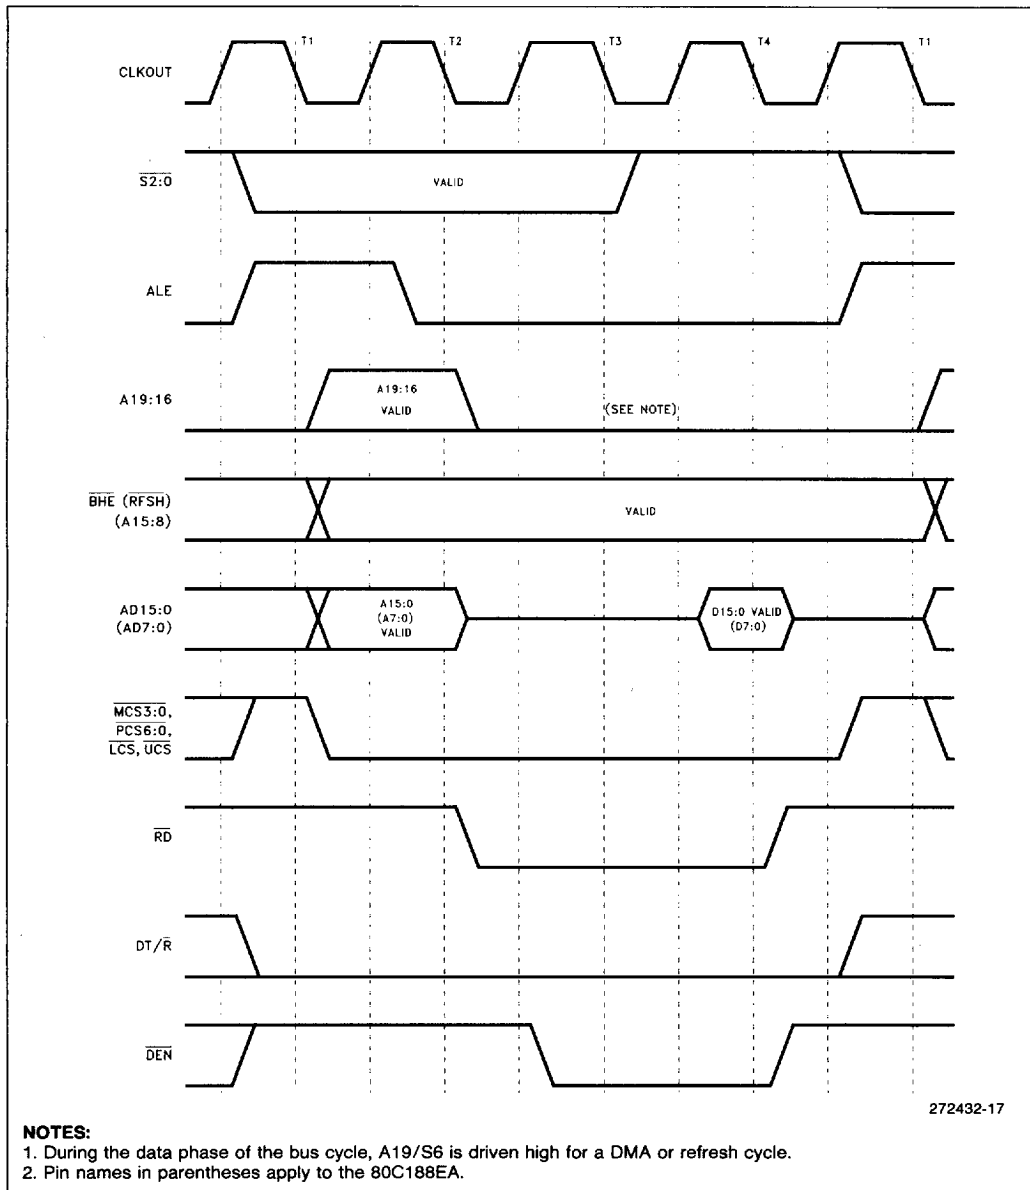 T1 T2 T3 T4 T1
CLKOUT
S2:0
VALID
ALE
A19:16
A19:16
VALID
(SEE NOTE)
BHE (RFSH)
(A15:8)
VALID
AD15:0
(AD7:0)
A15:0
(A7:0)
VALID
D15:0 VALID
(D7:0)
MCS3:0,
PCS6:0,
LCS, UCS
RD
DT/R
DEN
272432-17
NOTES:
1. During the data phase of the bus cycle, A19/S6 is driven high for a DMA or refresh cycle.
2. Pin names in parentheses apply to the 80C188EA.